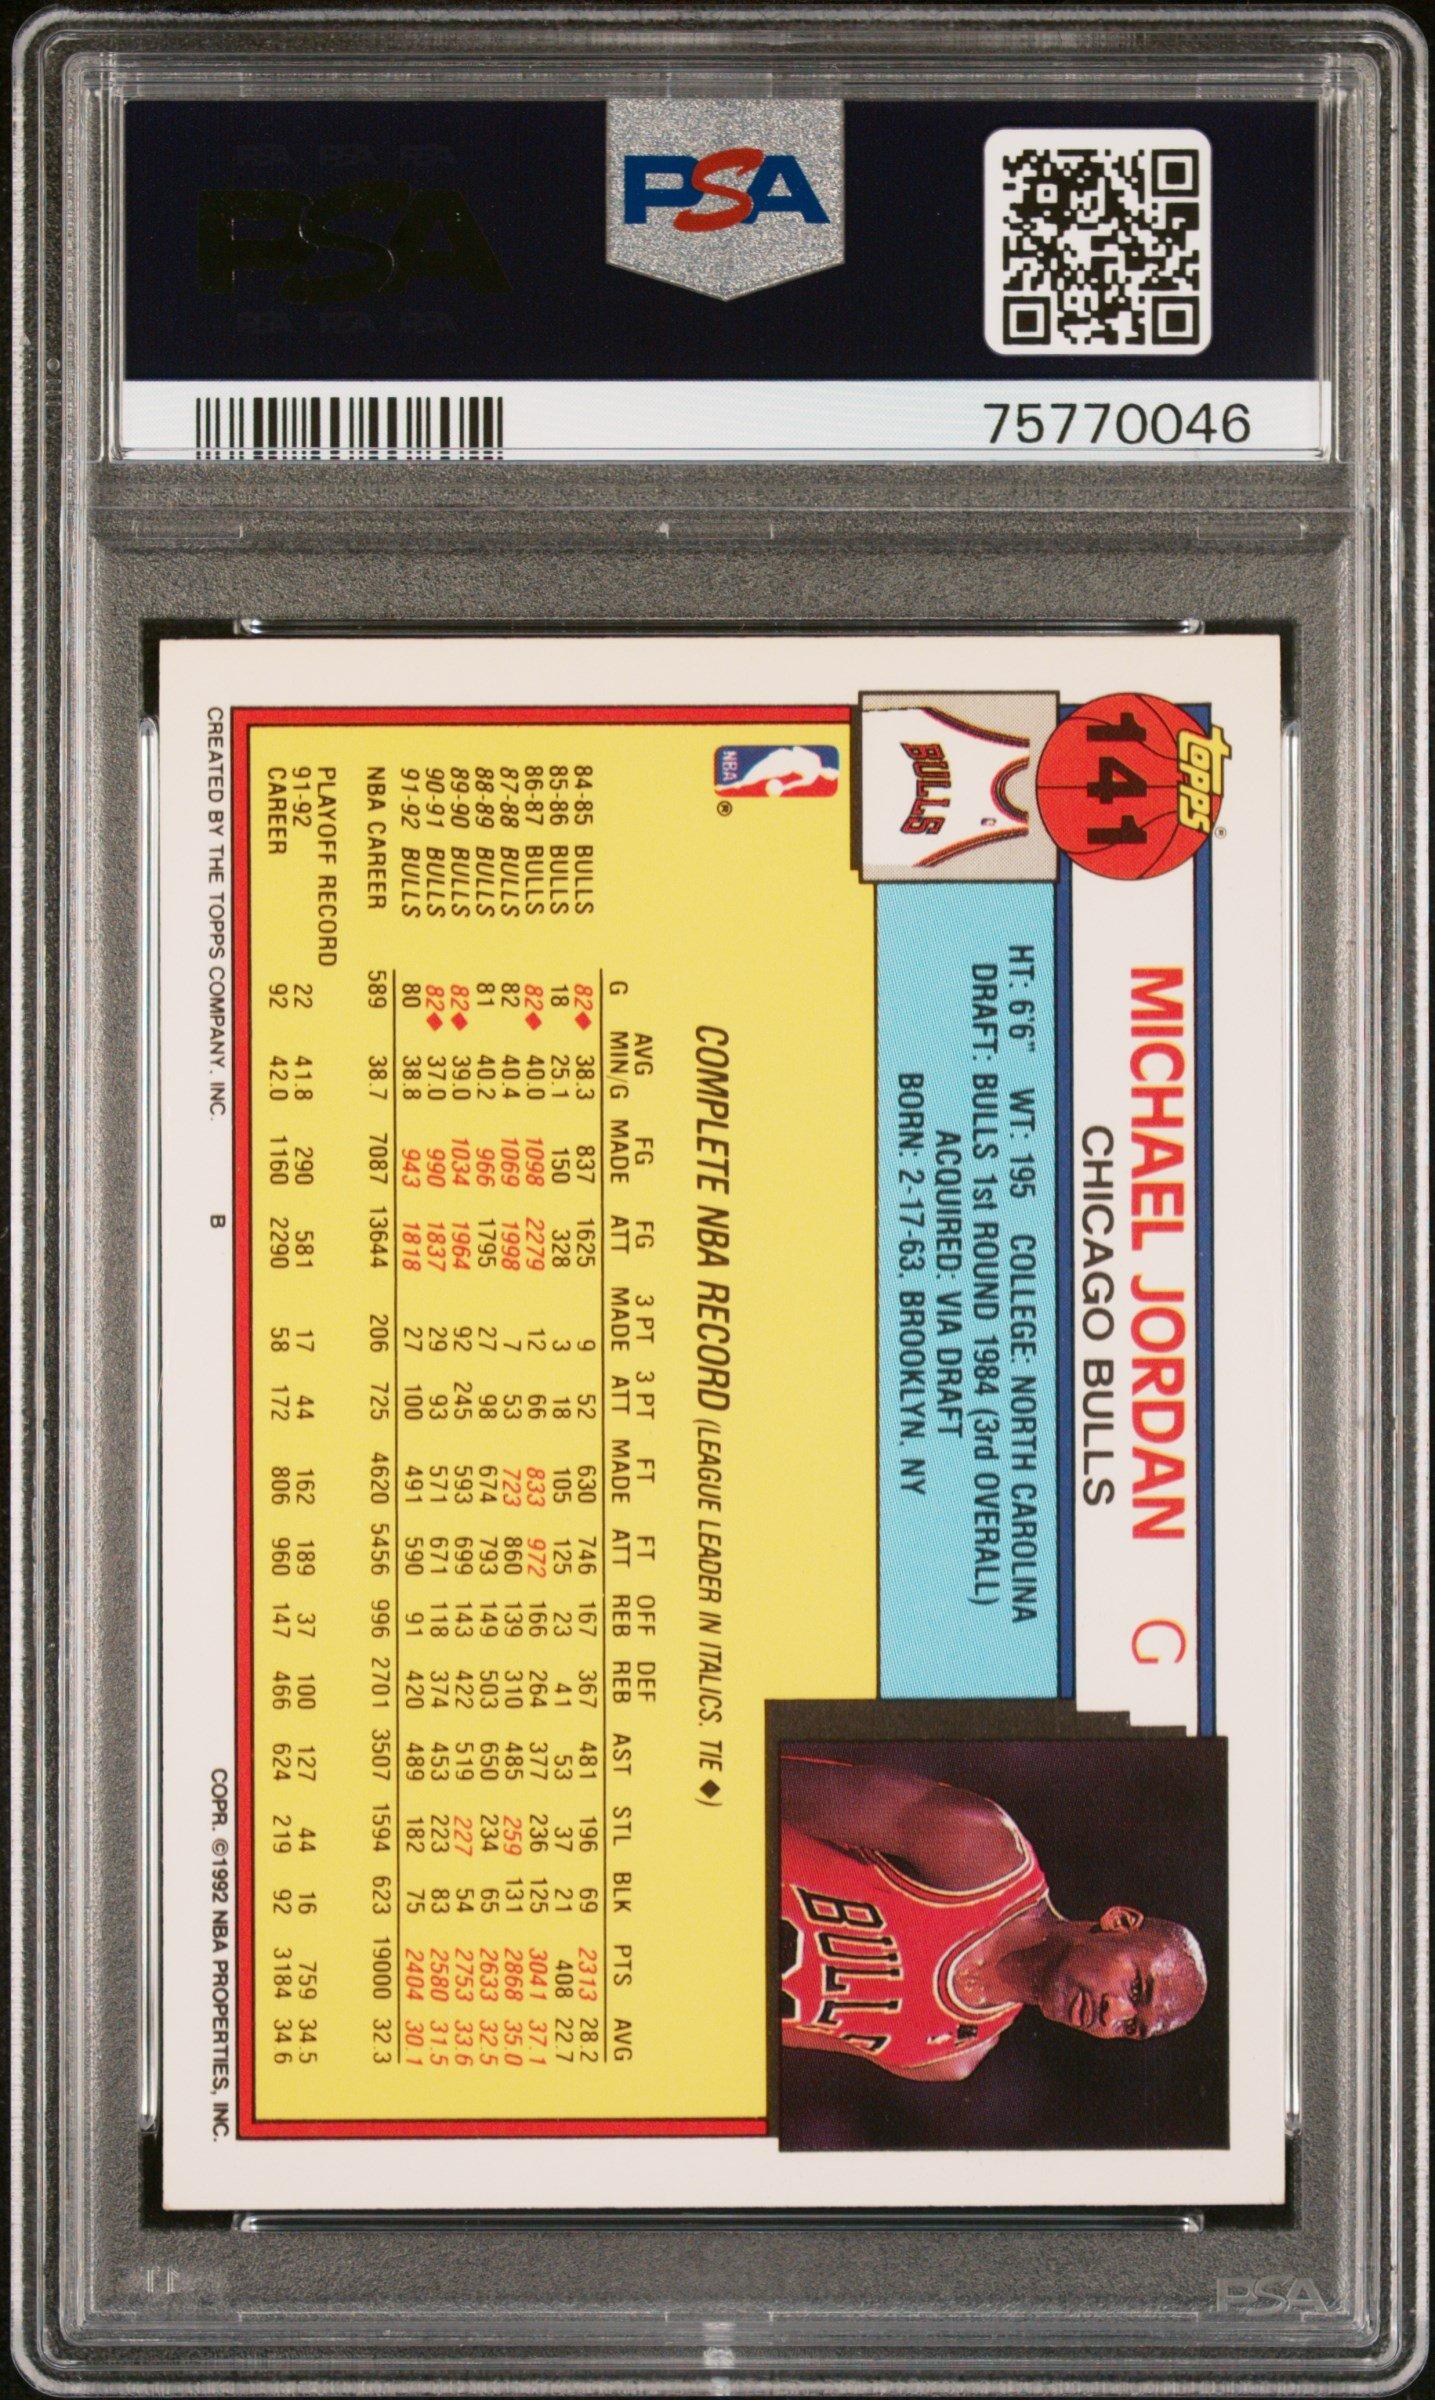 PSA PSA PSA
PSA
PSA PSA PSA
PSA
75770046
topps®
141
MICHAEL JORDAN G
CHICAGO BULLS
BULLS
HT: 6'6" WT: 195 COLLEGE: NORTH CAROLINA
DRAFT: BULLS 1st ROUND 1984 (3rd OVERALL)
ACQUIRED: VIA DRAFT
BORN: 2-17-63, BROOKLYN, NY
BULLS
NBA ®
COMPLETE NBA RECORD (LEAGUE LEADER IN ITALICS. TIE ◆)
G AVG MIN/G FG MADE FG ATT 3 PT MADE 3 PT ATT FT MADE FT ATT OFF REB DEF REB AST STL BLK PTS AVG
84-85 BULLS 82◆ 38.3 837 1625 9 52 630 746 167 367 481 196 69 2313 28.2
85-86 BULLS 18 25.1 150 328 3 18 105 125 23 41 53 37 21 408 22.7
86-87 BULLS 82◆ 40.0 1098 2279 12 66 833 972 166 264 377 236 125 3041 37.1
87-88 BULLS 82 40.4 1069 1998 7 53 723 860 139 310 485 259 131 2868 35.0
88-89 BULLS 81 40.2 966 1795 27 98 674 793 149 503 650 234 65 2633 32.5
89-90 BULLS 82◆ 39.0 1034 1964 92 245 593 699 143 422 519 227 54 2753 33.6
90-91 BULLS 82◆ 37.0 990 1837 29 93 571 671 118 374 453 223 83 2580 31.5
91-92 BULLS 80 38.8 943 1818 27 100 491 590 91 420 489 182 75 2404 30.1
NBA CAREER 589 38.7 7087 13644 206 725 4620 5456 996 2701 3507 1594 623 19000 32.3
PLAYOFF RECORD
91-92 22 41.8 290 581 17 44 162 189 37 100 127 44 16 759 34.5
CAREER 92 42.0 1160 2290 58 172 806 960 147 466 624 219 92 3184 34.6
CREATED BY THE TOPPS COMPANY, INC. B COPR. ©1992 NBA PROPERTIES, INC.
PSA